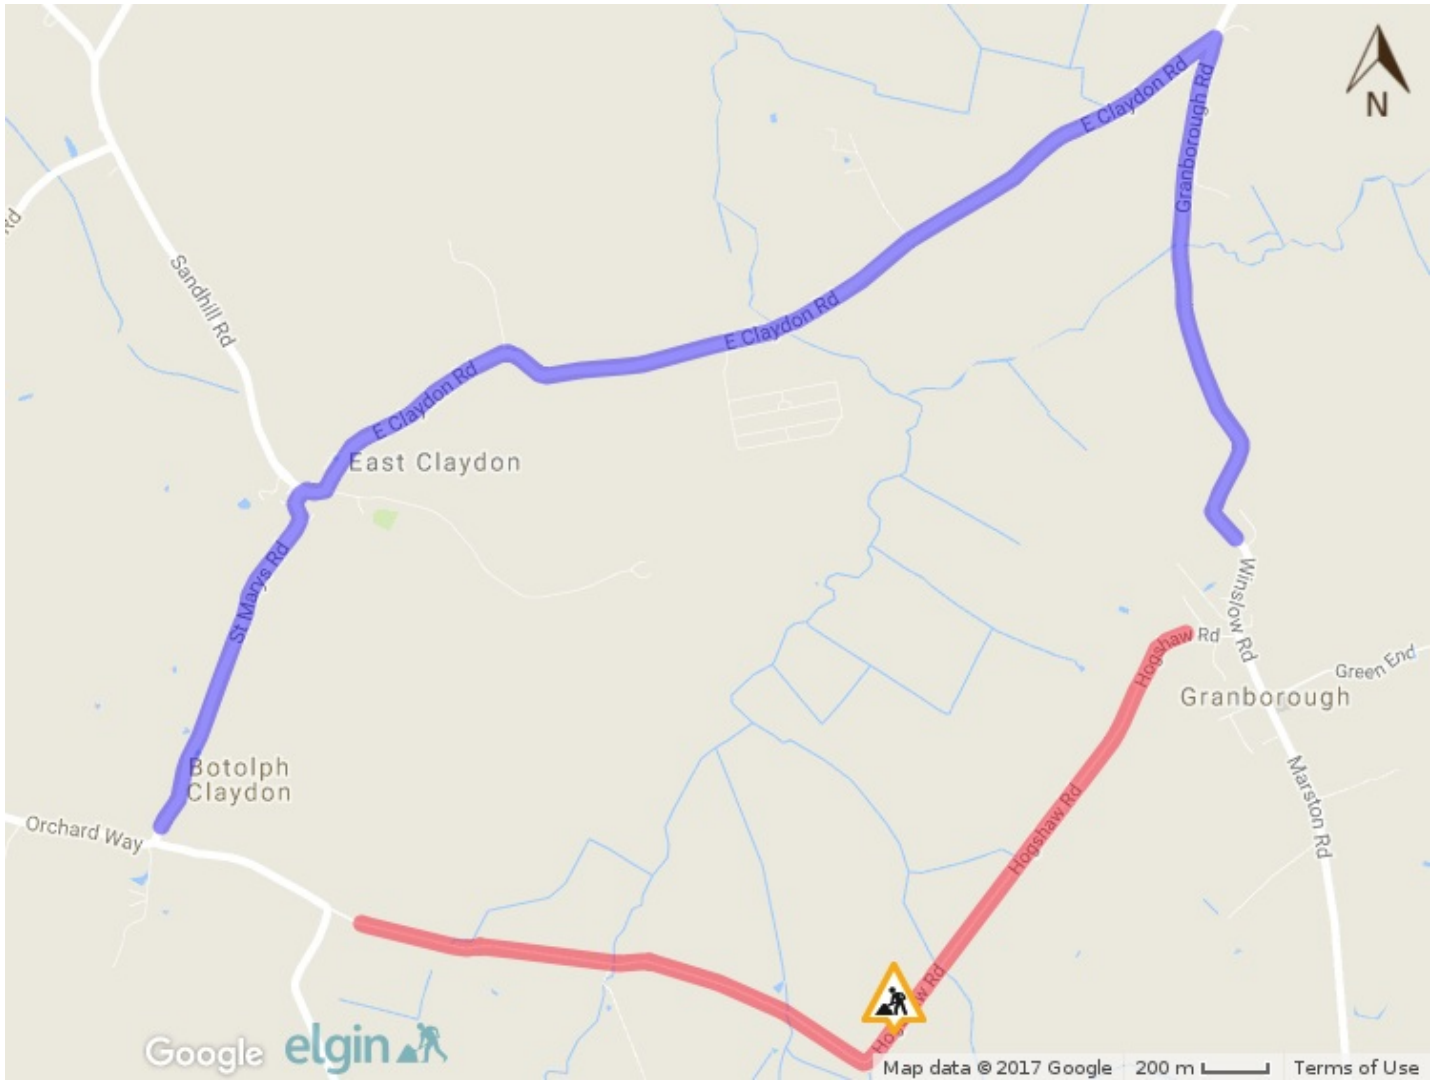 N
E Claydon Rd
Granborough Rd
Rd
Sandhill Rd
E Claydon Rd
E Claydon Rd
East Claydon
St Marys Rd
Winslow Rd
Hogshaw Rd
Green End
Granborough
Botolph
Claydon
Orchard Way
Marston Rd
Hogshaw Rd
Hogshaw Rd
Google
elgin
Map data © 2017 Google
200 m
Terms of Use